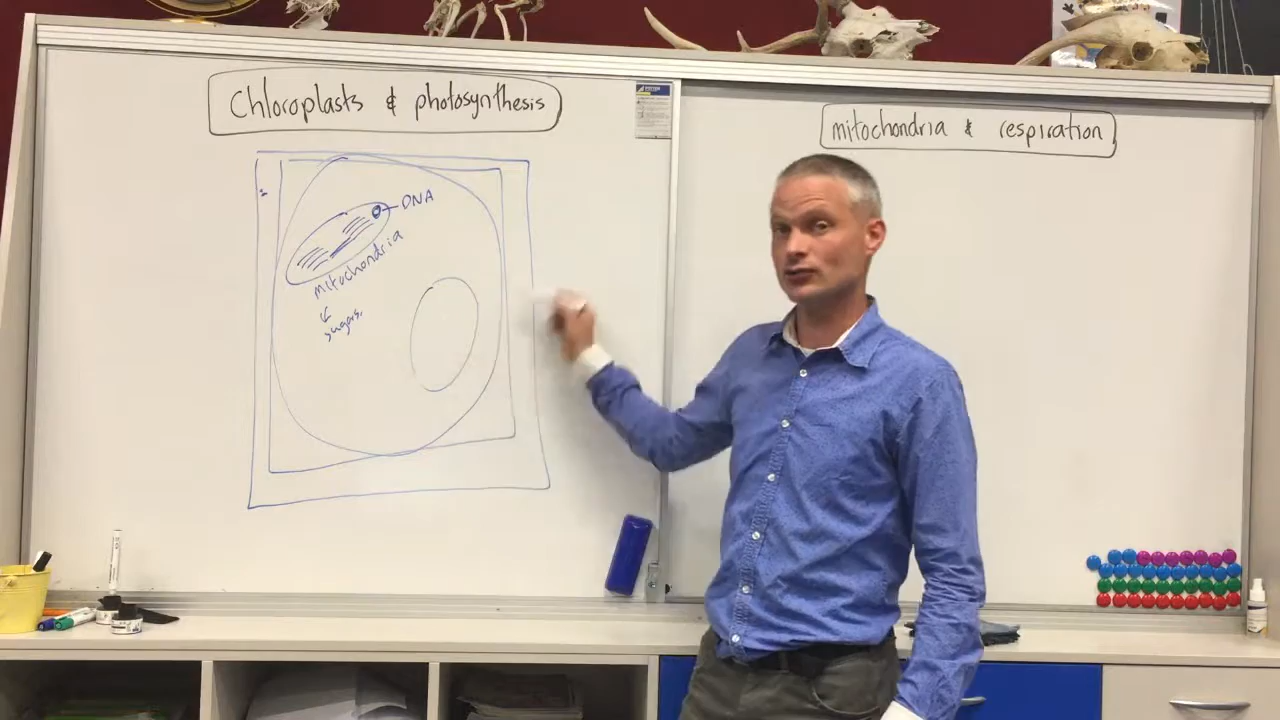 Chloroplasts & photosynthesis
mitochondria & respiration
DNA
mitochondria
sugars.